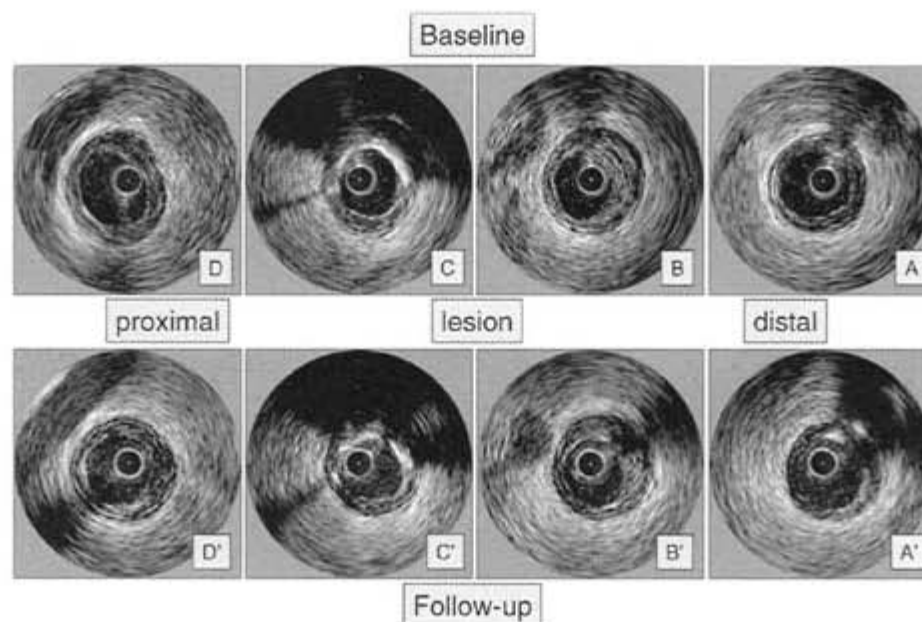 Baseline
D
C
B
A
proximal
lesion
distal
D'
C'
B'
A'
Follow-up